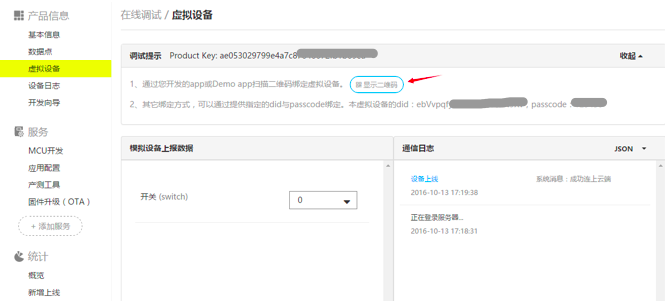 产品信息
基本信息
数据点
虚拟设备
设备日志
开发向导
服务
MCU开发
应用配置
产测工具
固件升级（OTA）
+ 添加服务
统计
概览
新增上线
在线调试 / 虚拟设备
调试提示 Product Key: ae053029799e4a7c8
收起
1、通过您开发的app或Demo app扫描二维码绑定虚拟设备。 显示二维码
2、其它绑定方式，可以通过提供指定的did与passcode绑定。本虚拟设备的did：ebVvpqf ，passcode：
模拟设备上报数据
开关 (switch) 0
通信日志 JSON
设备上线 系统消息：成功连上云端
2016-10-13 17:19:38
正在登录服务器...
2016-10-13 17:18:31